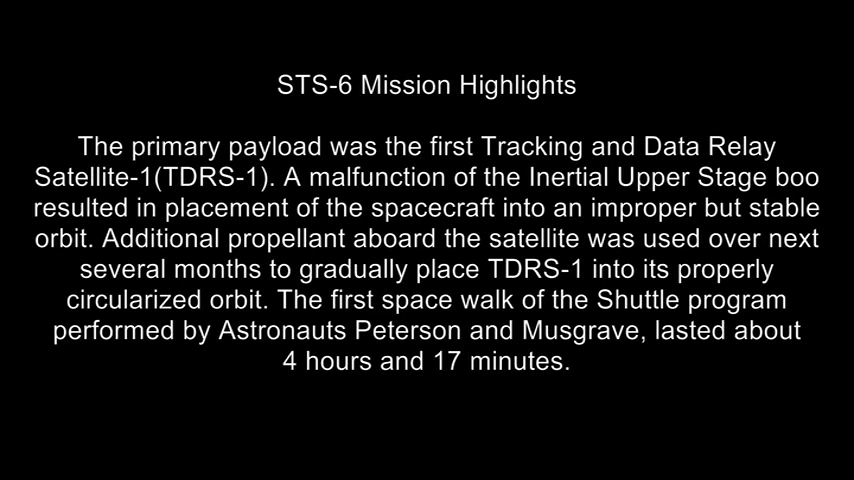 STS-6 Mission Highlights
The primary payload was the first Tracking and Data Relay
Satellite-1(TDRS-1). A malfunction of the Inertial Upper Stage boo
resulted in placement of the spacecraft into an improper but stable
orbit. Additional propellant aboard the satellite was used over next
several months to gradually place TDRS-1 into its properly
circularized orbit. The first space walk of the Shuttle program
performed by Astronauts Peterson and Musgrave, lasted about
4 hours and 17 minutes.